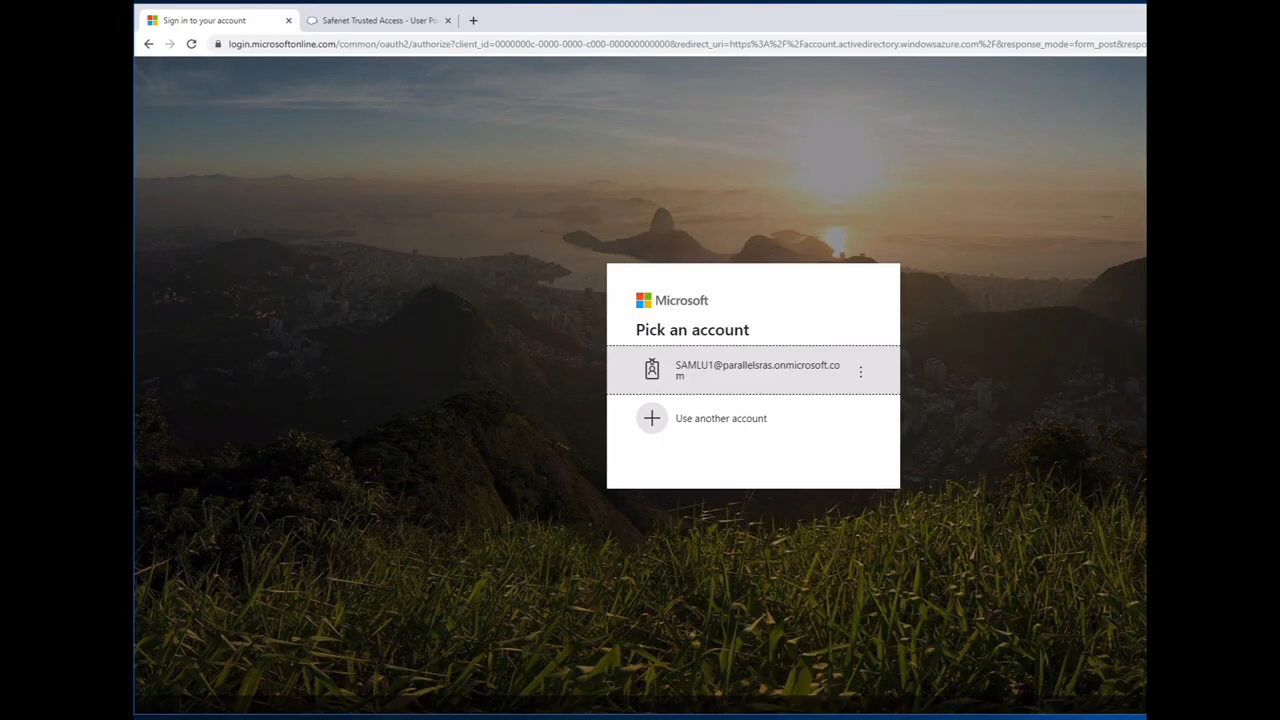 Sign in to your account
Safenet Trusted Access - User Po
login.microsoftonline.com/common/oauth2/authorize?client_id=0000000c-0000-0000-c000-000000000000&redirect_uri=https%3A%2F%2Faccount.activedirectory.windowsazure.com%2F&response_mode=form_post&respo
Microsoft
Pick an account
SAMLU1@parallelsras.onmicrosoft.co
m
Use another account